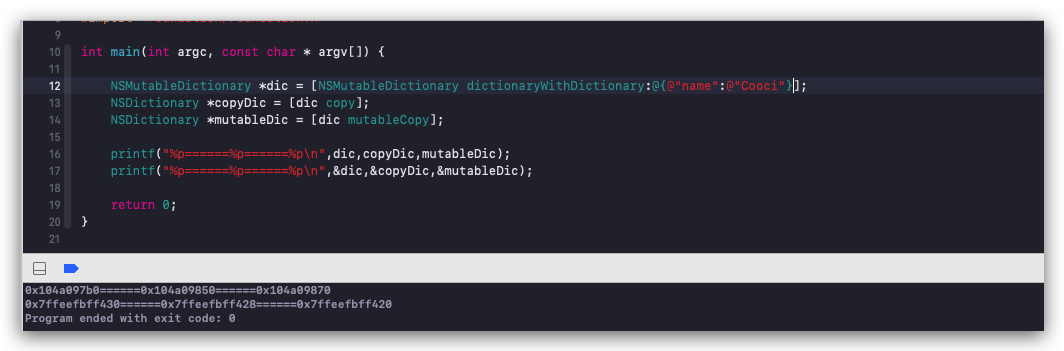 9
10 int main(int argc, const char * argv[]) {
11
12 NSMutableDictionary *dic = [NSMutableDictionary dictionaryWithDictionary:@{@"name":@"Cooci"}];
13 NSDictionary *copyDic = [dic copy];
14 NSDictionary *mutableDic = [dic mutableCopy];
15
16 printf("%p======%p======%p\n",dic,copyDic,mutableDic);
17 printf("%p======%p======%p\n",&dic,&copyDic,&mutableDic);
18
19 return 0;
20 }
21
0x104a097b0======0x104a09850======0x104a09870
0x7ffeefbff430======0x7ffeefbff428======0x7ffeefbff420
Program ended with exit code: 0